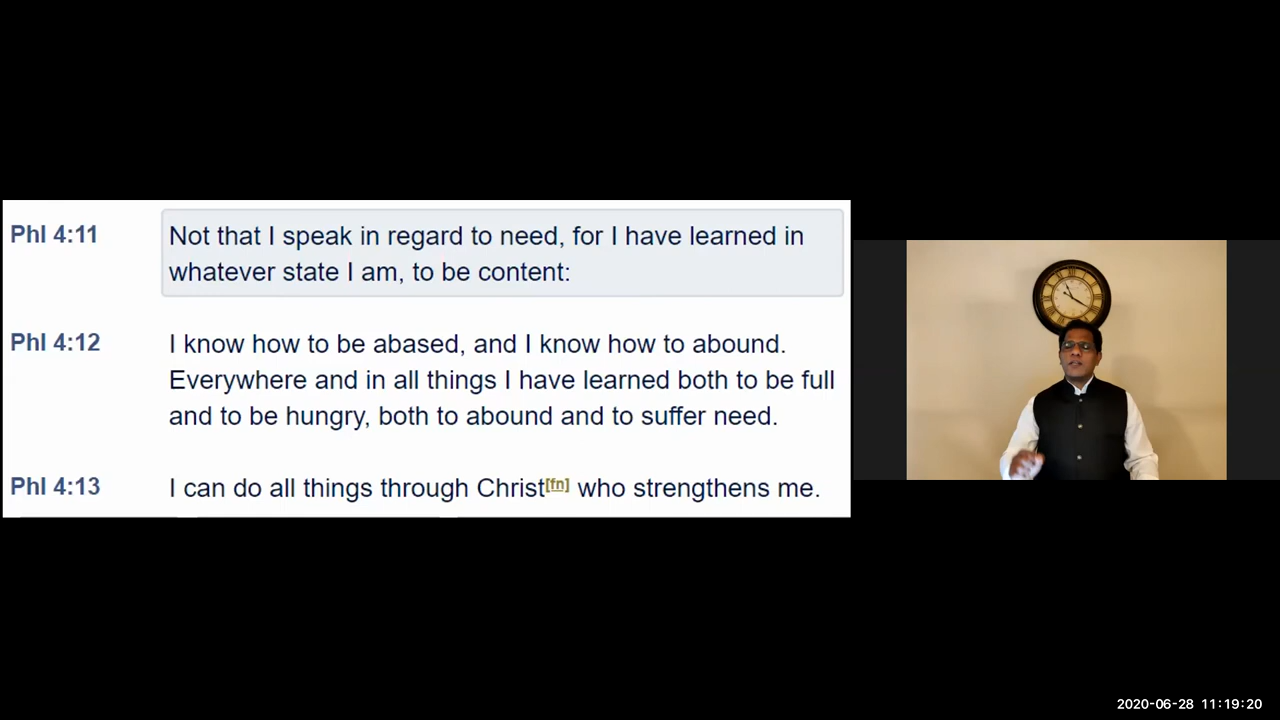 Phl 4:11
Not that I speak in regard to need, for I have learned in
whatever state I am, to be content:
Phl 4:12
I know how to be abased, and I know how to abound.
Everywhere and in all things I have learned both to be full
and to be hungry, both to abound and to suffer need.
Phl 4:13
I can do all things through Christ[fn] who strengthens me.
2020-06-28 11:19:20